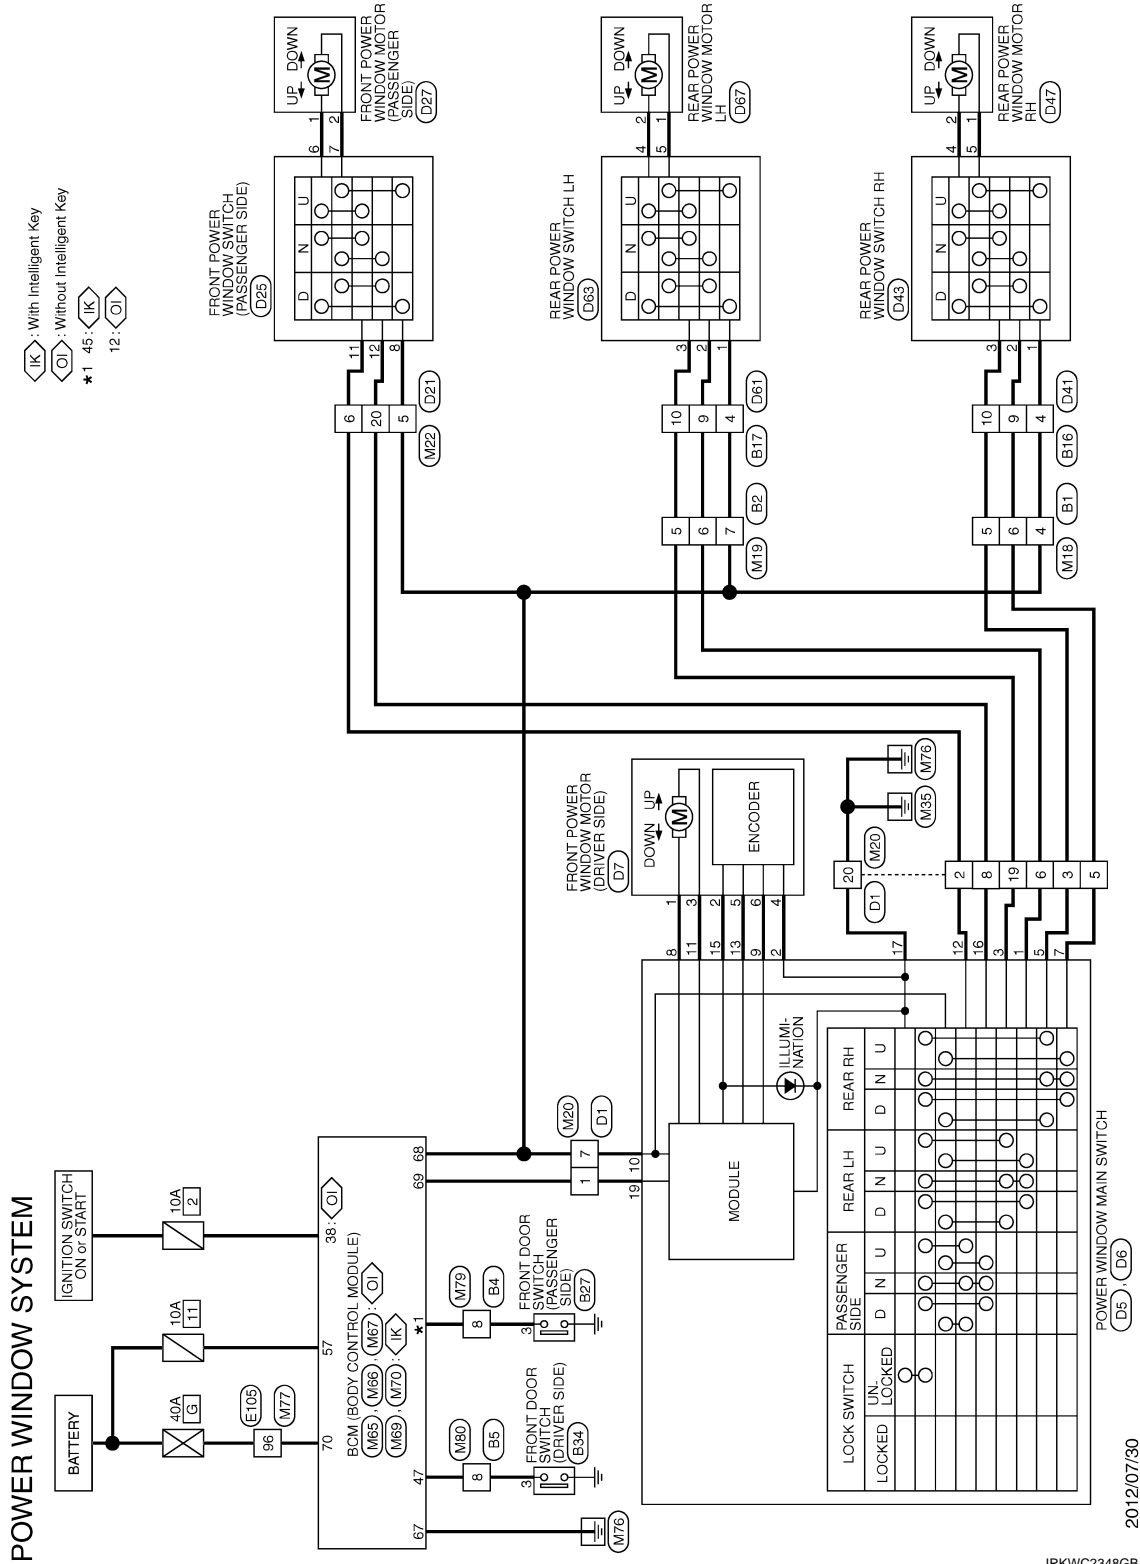 POWER WINDOW SYSTEM
IK : With Intelligent Key
OI : Without Intelligent Key
*1 45: IK
12: OI
BATTERY
IGNITION SWITCH
ON or START
40A
G
10A
11
10A
2
E105
96
M77
70
57
38: OI
BCM (BODY CONTROL MODULE)
M65 , M66 , M67 : OI
M69 , M70 : IK
67
47
*1
69
68
M76
M80
8
B5
3
FRONT DOOR
SWITCH
(DRIVER SIDE)
B34
M79
8
B4
3
FRONT DOOR
SWITCH
(PASSENGER
SIDE)
B27
M20
1
7
D1
19
10
MODULE
ILLUMI-
NATION
FRONT POWER
WINDOW MOTOR
(DRIVER SIDE)
D7
DOWN UP
M
ENCODER
1
3
2
5
6
4
8
11
15
13
9
2
M35
M76
20
D1
M20
2
8
19
6
3
5
17
12
16
3
1
5
7
LOCK SWITCH
LOCKED
UN-
LOCKED
PASSENGER
SIDE
D
N
U
REAR LH
D
N
U
REAR RH
D
N
U
POWER WINDOW MAIN SWITCH
D5 , D6
FRONT POWER
WINDOW SWITCH
(PASSENGER SIDE)
D25
D
N
U
11
12
8
6
20
5
M22
D21
6
7
1
2
UP DOWN
M
FRONT POWER
WINDOW MOTOR
(PASSENGER
SIDE)
D27
REAR POWER
WINDOW SWITCH LH
D63
D
N
U
3
2
1
10
9
4
B17
D61
5
6
7
M19
B2
4
5
2
1
UP DOWN
M
REAR POWER
WINDOW MOTOR
LH
D67
REAR POWER
WINDOW SWITCH RH
D43
D
N
U
3
2
1
10
9
4
B16
D41
5
6
4
M18
B1
4
5
2
1
UP DOWN
M
REAR POWER
WINDOW MOTOR
RH
D47
2012/07/30
JRKWC2348GB